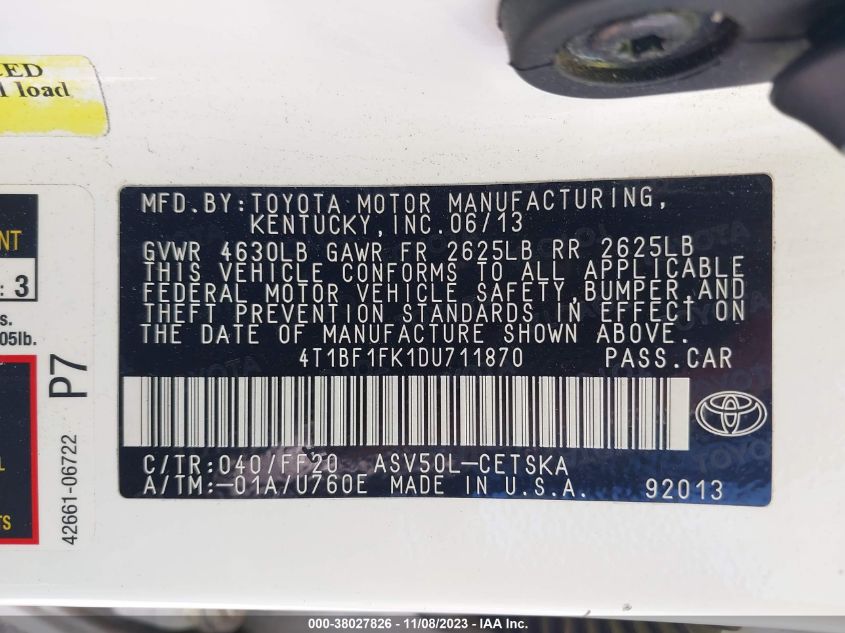 CED
l load
MFD.BY:TOYOTA MOTOR MANUFACTURING,
KENTUCKY,INC.06/13
GVWR 4630LB GAWR FR 2625LB RR 2625LB
THIS VEHICLE CONFORMS TO ALL APPLICABLE
FEDERAL MOTOR VEHICLE SAFETY,BUMPER,AND
THEFT PREVENTION STANDARDS IN EFFECT ON
THE DATE OF MANUFACTURE SHOWN ABOVE.
4T1BF1FK1DU711870 PASS.CAR
C/TR:040/FF20 ASV50L-CETSKA
A/TM:-01A/U760E MADE IN U.S.A. 92013
NT
: 3
s.
05lb.
P7
42661-06722
L
TS
000-38027826 - 11/08/2023 - IAA Inc.